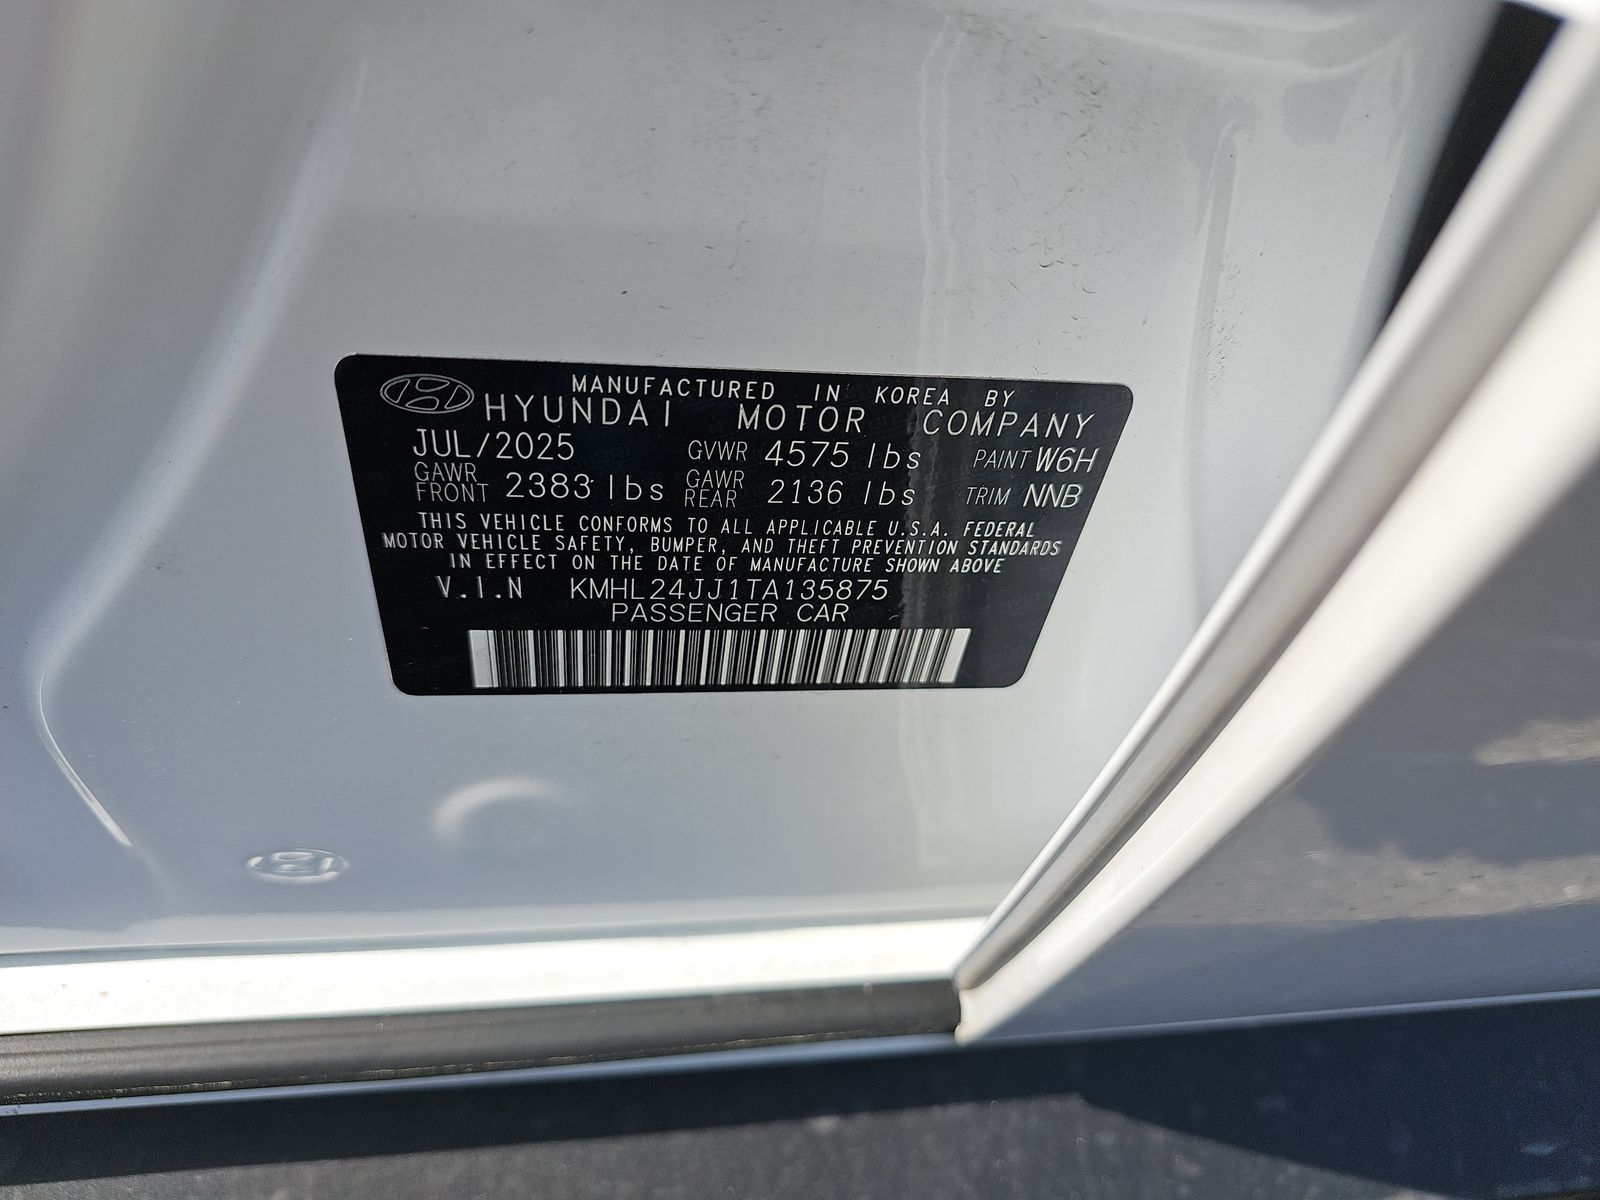 MANUFACTURED IN KOREA BY
HYUNDAI MOTOR COMPANY
JUL/2025 GVWR 4575 lbs PAINT W6H
GAWR FRONT 2383 lbs GAWR REAR 2136 lbs TRIM NNB
THIS VEHICLE CONFORMS TO ALL APPLICABLE U.S.A. FEDERAL
MOTOR VEHICLE SAFETY, BUMPER, AND THEFT PREVENTION STANDARDS
IN EFFECT ON THE DATE OF MANUFACTURE SHOWN ABOVE
V.I.N KMHL24JJ1TA135875
PASSENGER CAR